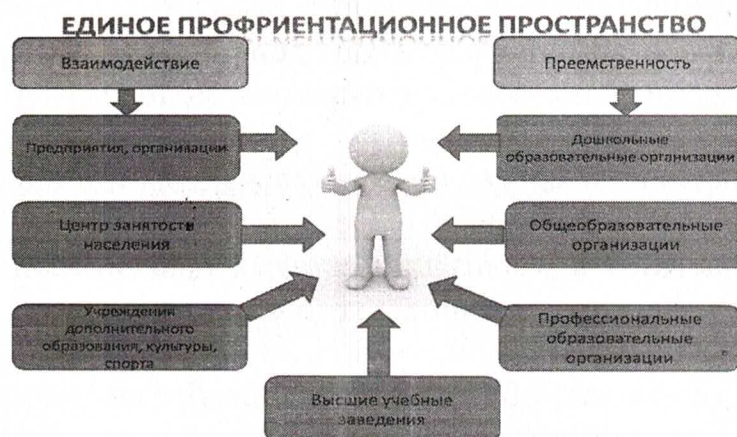 ЕДИНОЕ ПРОФРИЕНТАЦИОННОЕ ПРОСТРАНСТВО
Взаимодействие
Преемственность
Предприятия, организации
Дошкольные
образовательные организации
Центр занятости
населения
Общеобразовательные
организации
Учреждения
дополнительного
образования, культуры,
спорта
Профессиональные
образовательные
организации
Высшие учебные
заведения